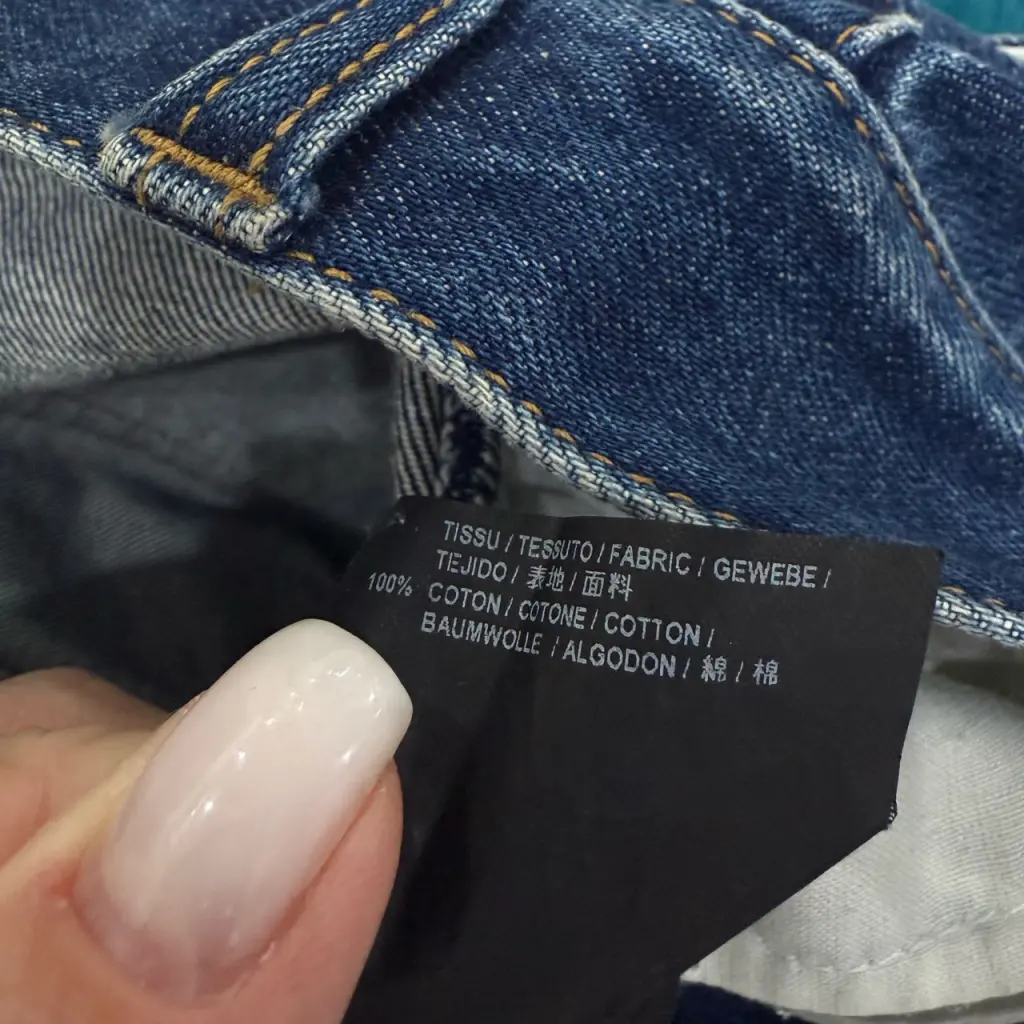 TISSU / TESSUTO / FABRIC / GEWEBE /
TEJIDO / 表地 / 面料
100% COTON / COTONE / COTTON /
BAUMWOLLE / ALGODON / 綿 / 棉